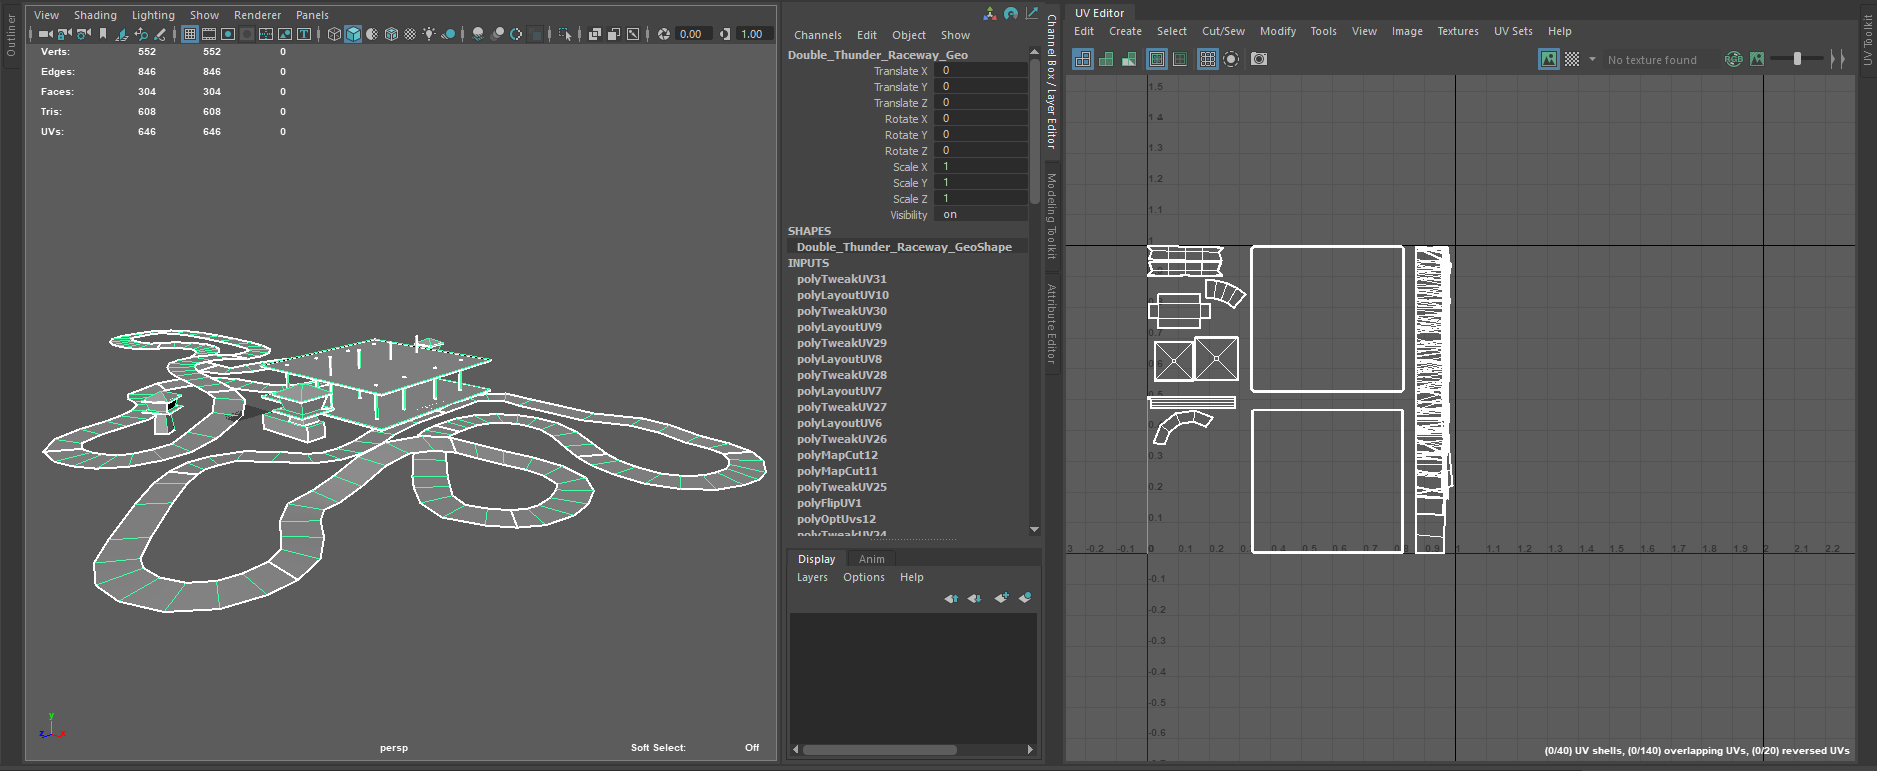 Outliner
View Shading Lighting Show Renderer Panels
0.00 1.00
Verts: 552 552 0
Edges: 846 846 0
Faces: 304 304 0
Tris: 608 608 0
UVs: 646 646 0
y
z x
persp
Soft Select: Off
Channels Edit Object Show
Double_Thunder_Raceway_Geo
Translate X 0
Translate Y 0
Translate Z 0
Rotate X 0
Rotate Y 0
Rotate Z 0
Scale X 1
Scale Y 1
Scale Z 1
Visibility on
SHAPES
Double_Thunder_Raceway_GeoShape
INPUTS
polyTweakUV31
polyLayoutUV10
polyTweakUV30
polyLayoutUV9
polyTweakUV29
polyLayoutUV8
polyTweakUV28
polyLayoutUV7
polyTweakUV27
polyLayoutUV6
polyTweakUV26
polyMapCut12
polyMapCut11
polyTweakUV25
polyFlipUV1
polyOptUvs12
polyTweakUV24
Display Anim
Layers Options Help
Channel Box / Layer Editor
Modeling Toolkit
Attribute Editor
UV Editor
Edit Create Select Cut/Sew Modify Tools View Image Textures UV Sets Help
No texture found
RGB
UV Toolkit
1.5
1.4
1.3
1.2
1.1
1
0.7
0.3
0.2
0.1
-0.2 -0.1 0 0.1 0.2 0.4 0.5 0.6 0.7 0.9 1 1.1 1.2 1.3 1.4 1.5 1.6 1.7 1.8 1.9 2 2.1 2.2
-0.1
-0.2
-0.3
-0.4
-0.5
-0.6
(0/40) UV shells, (0/140) overlapping UVs, (0/20) reversed UVs